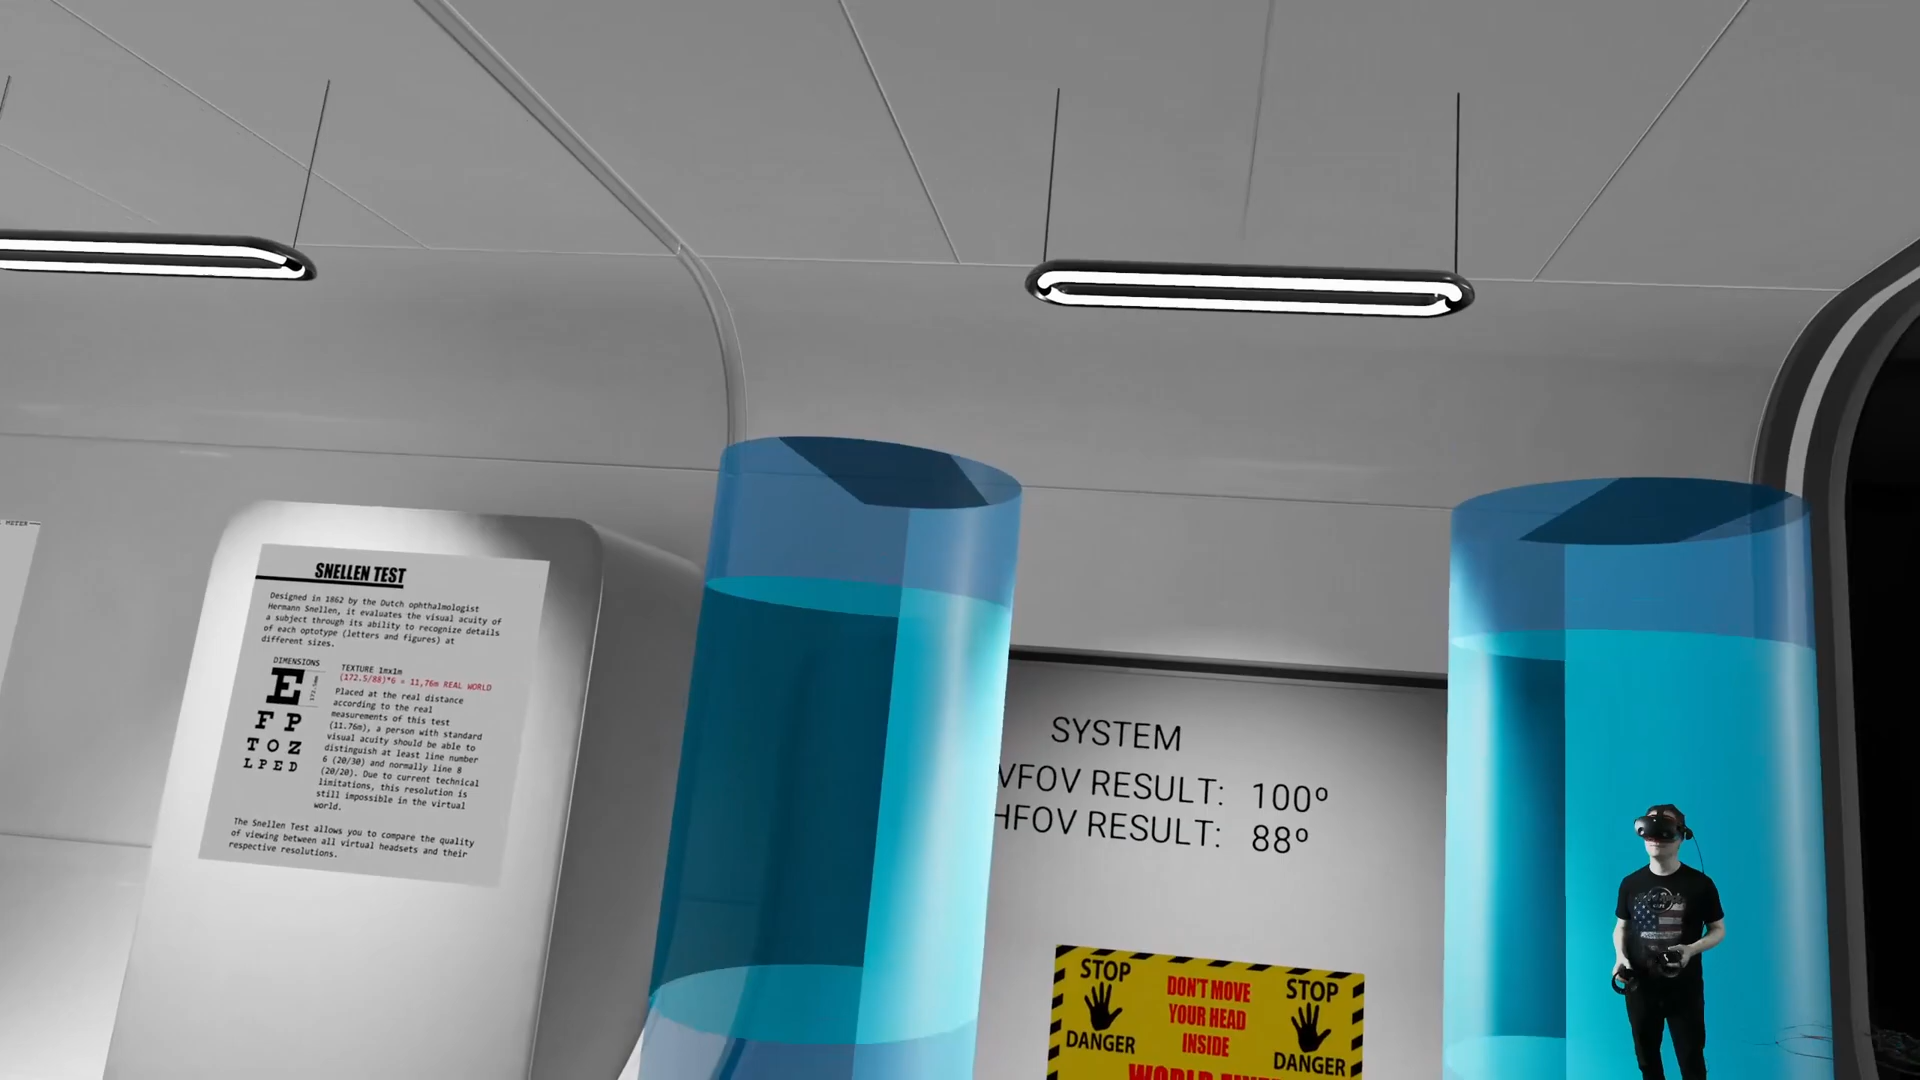 METER
SNELLEN TEST
Designed in 1862 by the Dutch ophthalmologist
Hermann Snellen, it evaluates the visual acuity of
a subject through its ability to recognize details
of each optotype (letters and figures) at
different sizes.
DIMENSIONS
E
172.5mm
F P
T O Z
L P E D
TEXTURE 1mx1m
(172.5/88)*6 = 11,76m REAL WORLD
Placed at the real distance
according to the real
measurements of this test
(11.76m), a person with standard
visual acuity should be able to
distinguish at least line number
6 (20/30) and normally line 8
(20/20). Due to current technical
limitations, this resolution is
still impossible in the virtual
world.
The Snellen Test allows you to compare the quality
of viewing between all virtual headsets and their
respective resolutions.
SYSTEM
VFOV RESULT: 100º
HFOV RESULT: 88º
STOP
DANGER
DON'T MOVE
YOUR HEAD
INSIDE
STOP
DANGER
WORLD